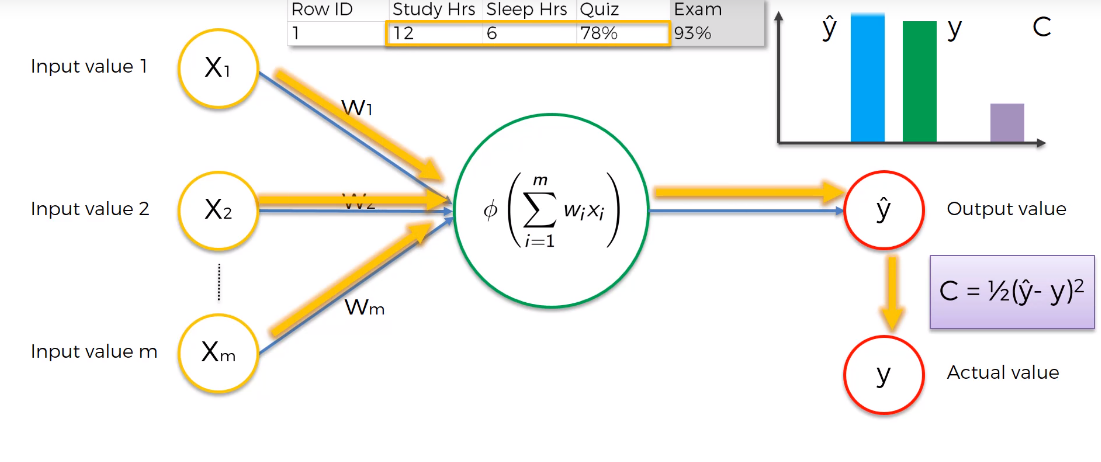 Row ID Study Hrs Sleep Hrs Quiz Exam
1 12 6 78% 93%
ŷ y C
Input value 1 X1
W1
Input value 2 X2 W2 ϕ(∑ᵢ₌₁ᵐ wᵢxᵢ) ŷ Output value
C = ½(ŷ- y)²
Wm
Input value m Xm
y Actual value